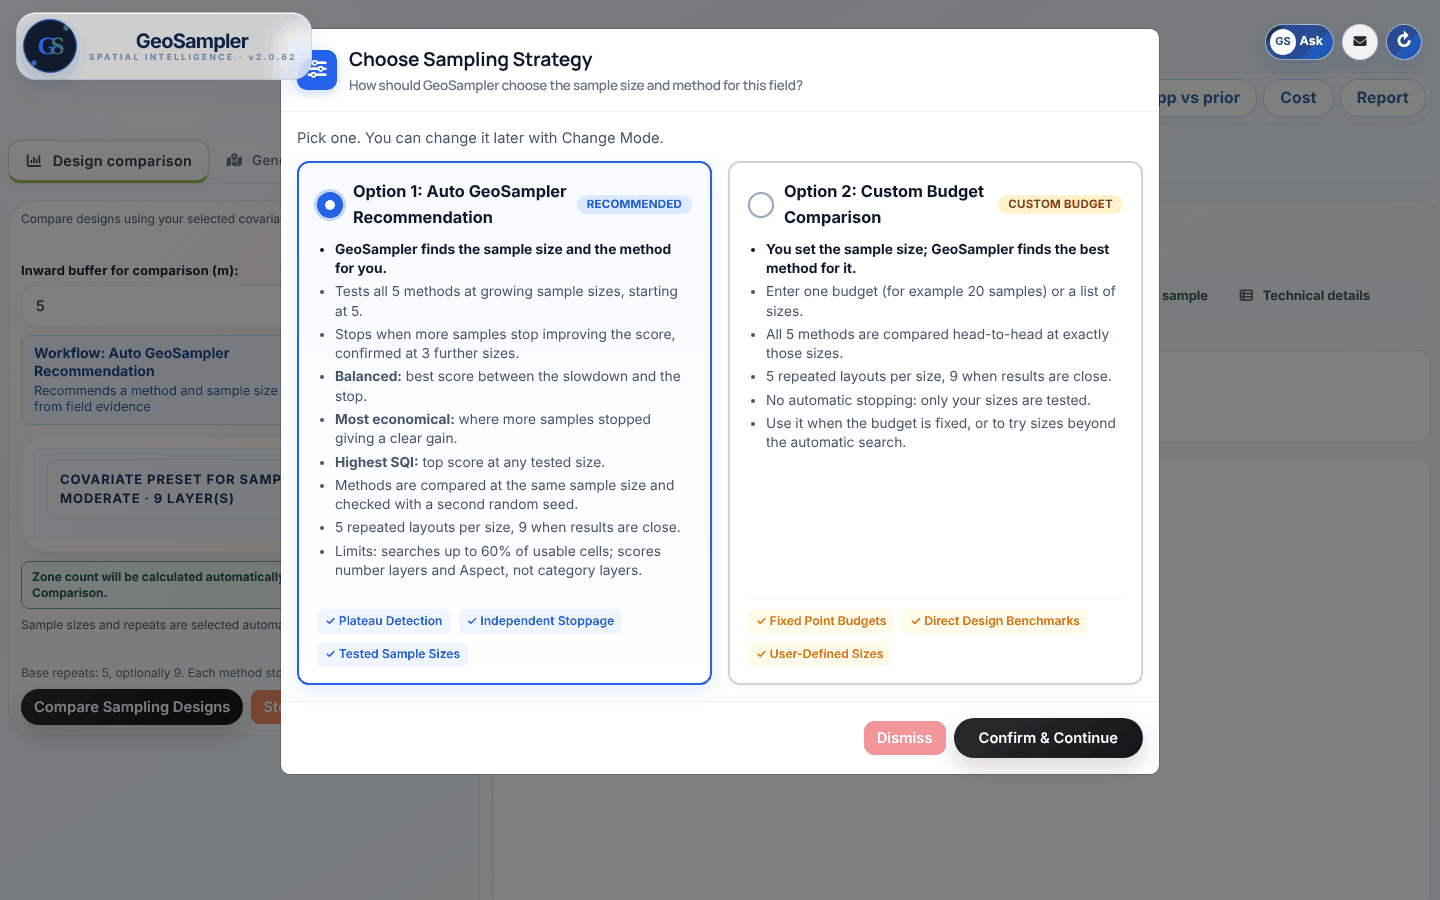 GS
GeoSampler
SPATIAL INTELLIGENCE · v2.0.62
GS Ask
pp vs prior
Cost
Report
Design comparison
Gen
Compare designs using your selected covaria
Inward buffer for comparison (m):
5
Workflow: Auto GeoSampler
Recommendation
Recommends a method and sample size
from field evidence
COVARIATE PRESET FOR SAMP
MODERATE · 9 LAYER(S)
Zone count will be calculated automatically
Comparison.
Sample sizes and repeats are selected automa
Base repeats: 5, optionally 9. Each method sto
Compare Sampling Designs
St
sample
Technical details
Choose Sampling Strategy
How should GeoSampler choose the sample size and method for this field?
Pick one. You can change it later with Change Mode.
Option 1: Auto GeoSampler
Recommendation
RECOMMENDED
• GeoSampler finds the sample size and the method
for you.
• Tests all 5 methods at growing sample sizes, starting
at 5.
• Stops when more samples stop improving the score,
confirmed at 3 further sizes.
• Balanced: best score between the slowdown and the
stop.
• Most economical: where more samples stopped
giving a clear gain.
• Highest SQI: top score at any tested size.
• Methods are compared at the same sample size and
checked with a second random seed.
• 5 repeated layouts per size, 9 when results are close.
• Limits: searches up to 60% of usable cells; scores
number layers and Aspect, not category layers.
✓ Plateau Detection
✓ Independent Stoppage
✓ Tested Sample Sizes
Option 2: Custom Budget
Comparison
CUSTOM BUDGET
• You set the sample size; GeoSampler finds the best
method for it.
• Enter one budget (for example 20 samples) or a list of
sizes.
• All 5 methods are compared head-to-head at exactly
those sizes.
• 5 repeated layouts per size, 9 when results are close.
• No automatic stopping: only your sizes are tested.
• Use it when the budget is fixed, or to try sizes beyond
the automatic search.
✓ Fixed Point Budgets
✓ Direct Design Benchmarks
✓ User-Defined Sizes
Dismiss
Confirm & Continue